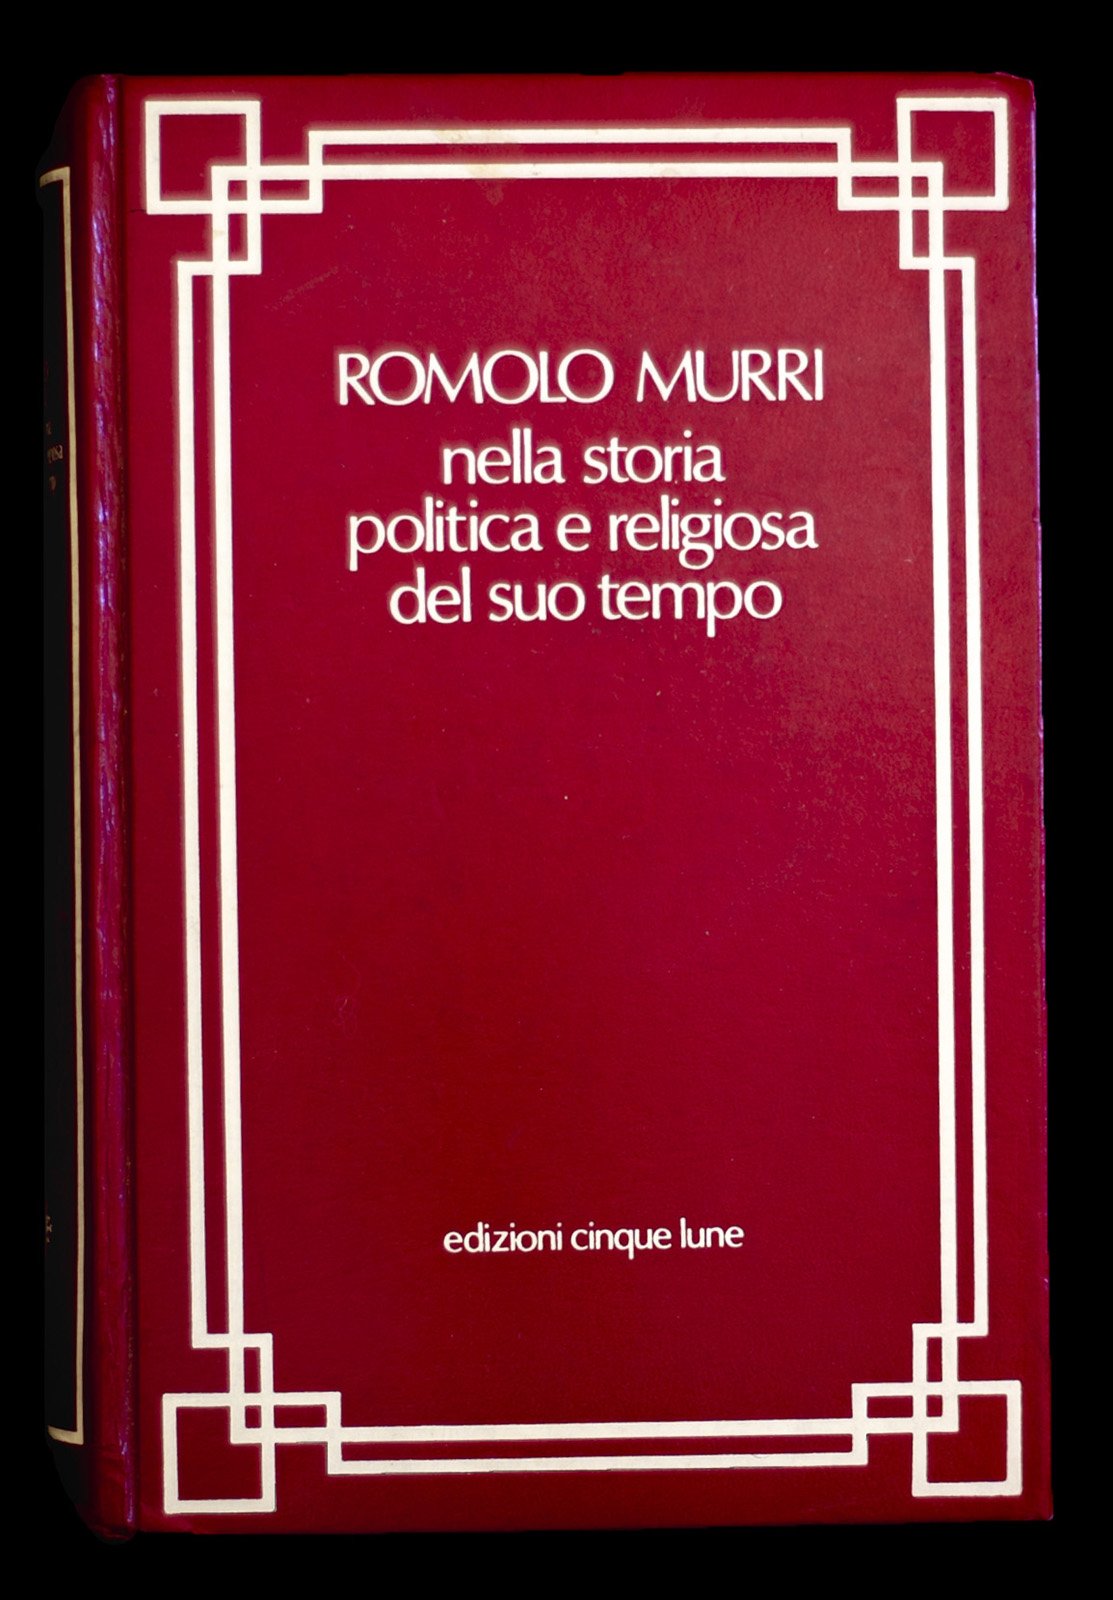 ROMOLO MURRI
nella storia
politica e religiosa
del suo tempo
edizioni cinque lune